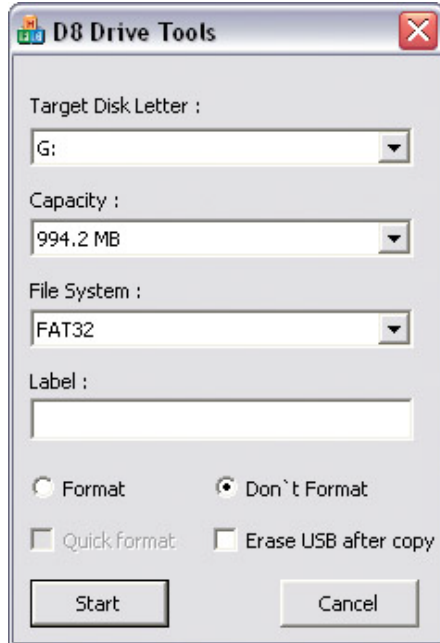 D8 Drive Tools
Target Disk Letter :
G:
Capacity :
994.2 MB
File System :
FAT32
Label :
Format Don`t Format
Quick format Erase USB after copy
Start Cancel